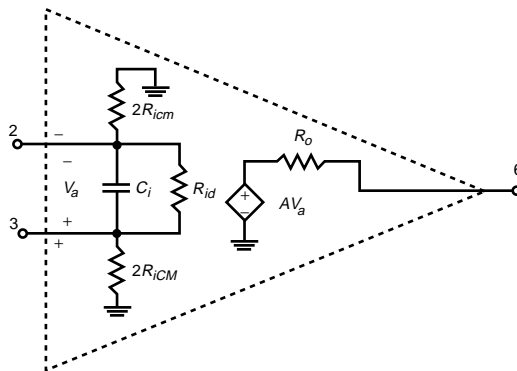 2R_icm
2
−
−
R_o
6
V_a
C_i
R_id
+
−
AV_a
3
+
+
2R_iCM